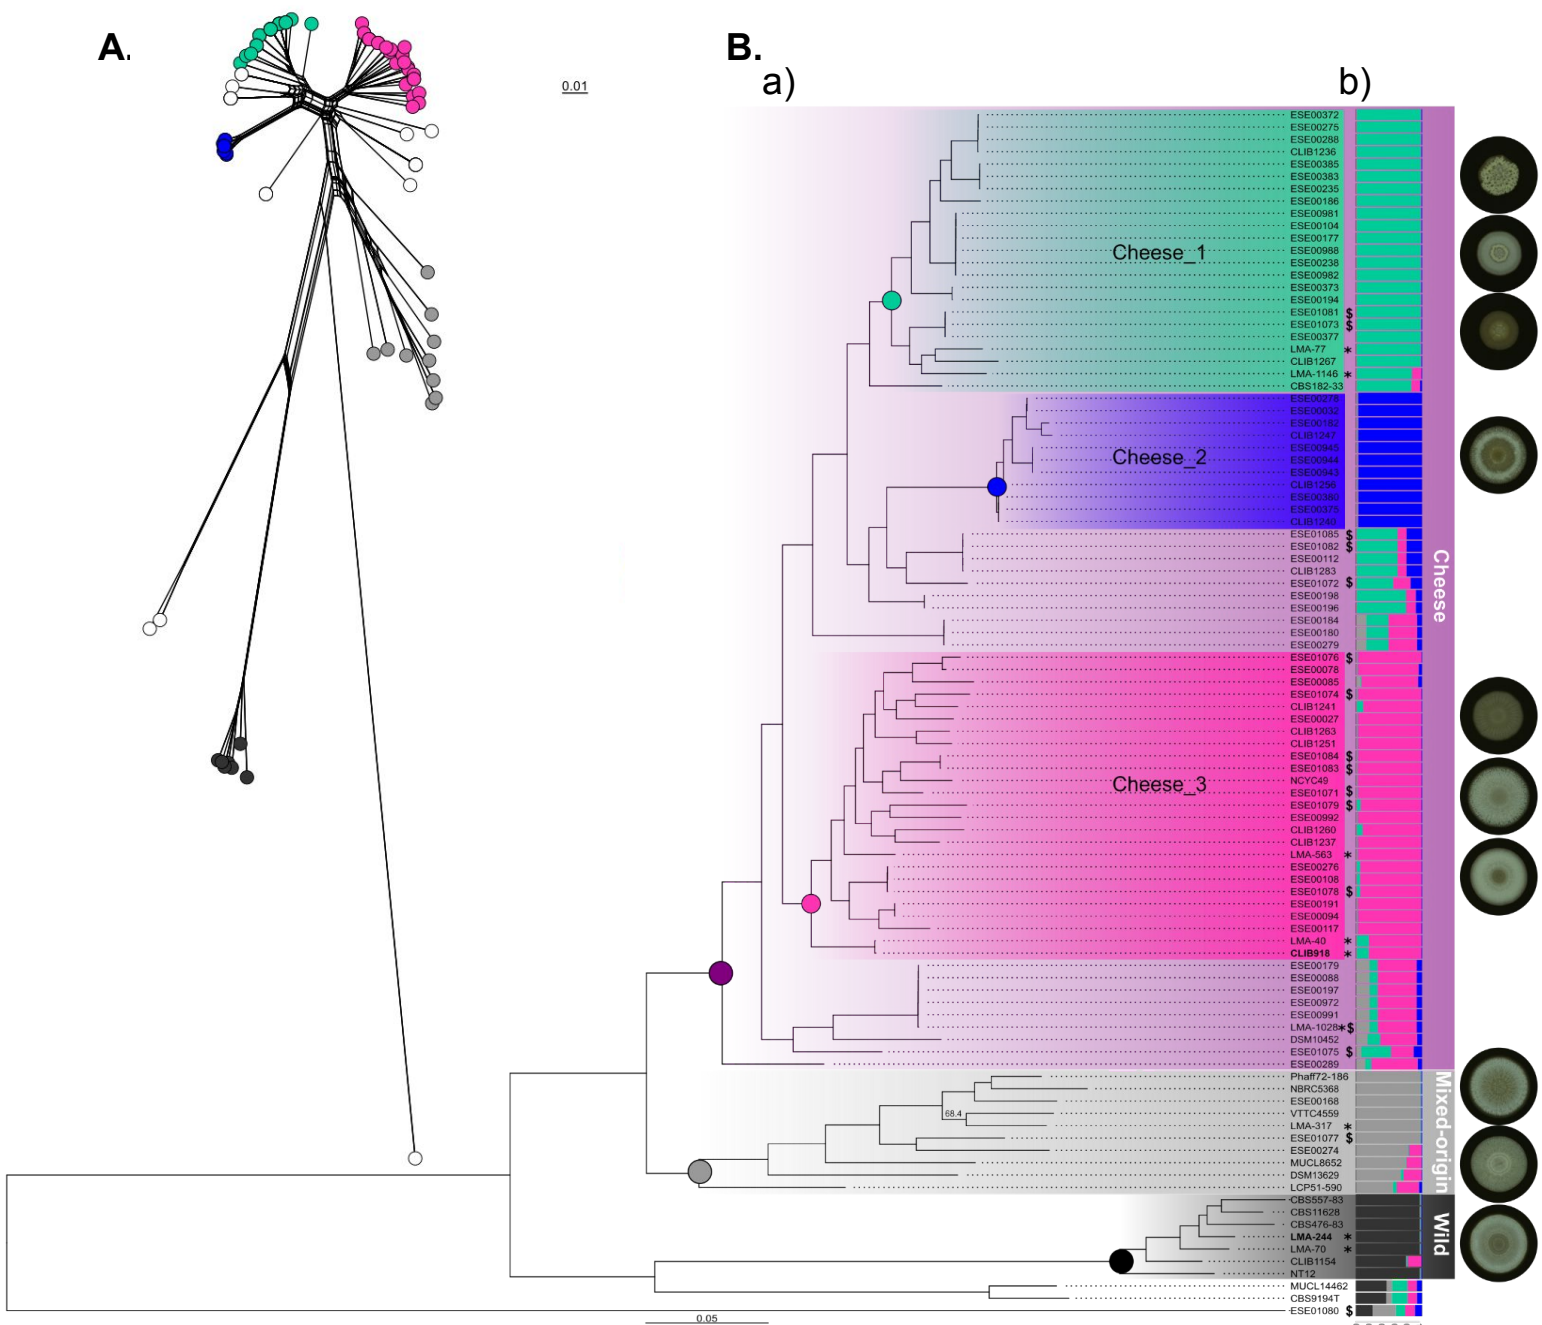 A.
B.
a)
b)
0.01
ESE00372
ESE00275
ESE00288
CLIB1236
ESE00385
ESE00383
ESE00235
ESE00186
ESE00981
ESE00104
ESE00177
ESE00988
ESE00238
ESE00982
ESE00373
ESE00194
ESE01081 $
ESE01073 $
ESE00377
LMA-77 *
CLIB1267
LMA-1146 *
CBS182-33
Cheese_1
ESE00278
ESE00032
ESE00182
CLIB1247
ESE00945
ESE00944
ESE00943
CLIB1256
ESE00380
ESE00375
CLIB1240
Cheese_2
ESE01085 $
ESE01082 $
ESE00112
CLIB1283
ESE01072 $
ESE00198
ESE00196
ESE00184
ESE00180
ESE00279
Cheese
ESE01076 $
ESE00078
ESE00085
ESE01074 $
CLIB1241
ESE00027
CLIB1263
CLIB1251
ESE01084 $
ESE01083 $
NCYC49
ESE01071 $
ESE01079 $
ESE00992
CLIB1260
CLIB1237
LMA-563 *
ESE00276
ESE00108
ESE01078 $
ESE00191
ESE00094
ESE00117
LMA-40 *
CLIB918 *
Cheese_3
ESE00179
ESE00088
ESE00197
ESE00972
ESE00991
LMA-1028*$
DSM10452
ESE01075 $
ESE00289
Phaff72-186
NBRC5368
ESE00168
VTTC4559
68.4
LMA-317 *
ESE01077 $
ESE00274
MUCL8652
DSM13629
LCP51-590
Mixed-origin
CBS557-83
CBS11628
CBS476-83
LMA-244 *
LMA-70 *
CLIB1154
NT12
Wild
MUCL14462
CBS9194T
ESE01080 $
0.05